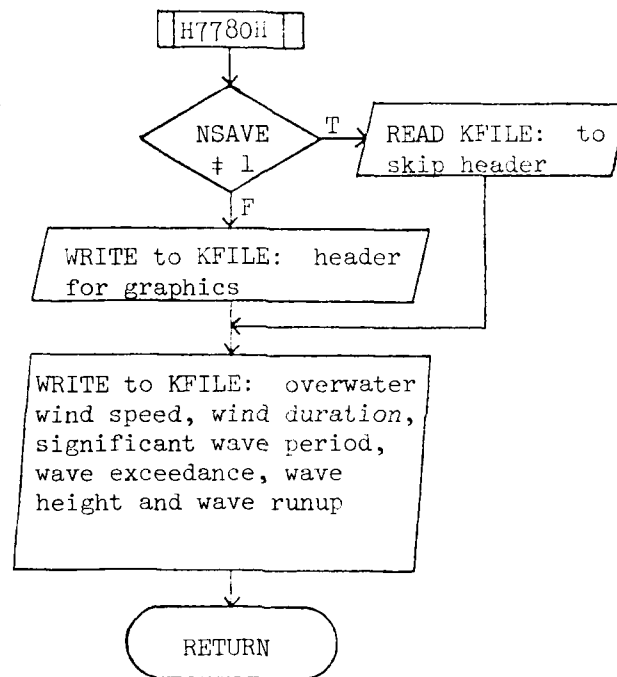 H7780H
NSAVE
‡ 1
T
READ KFILE: to
skip header
F
WRITE to KFILE: header
for graphics
WRITE to KFILE: overwater
wind speed, wind duration,
significant wave period,
wave exceedance, wave
height and wave runup
RETURN